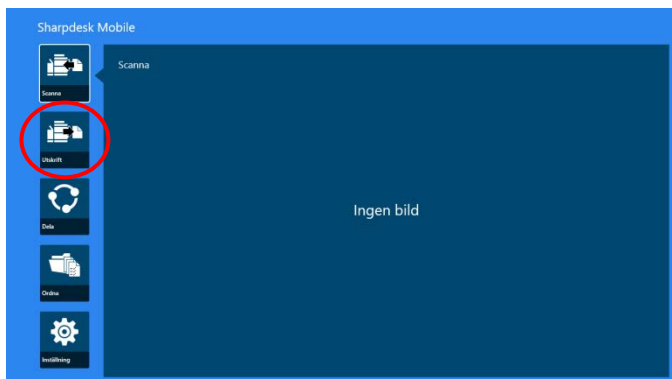 Sharpdesk Mobile
Scanna
Scanna
Utskrift
Ingen bild
Dela
Ordna
Inställning